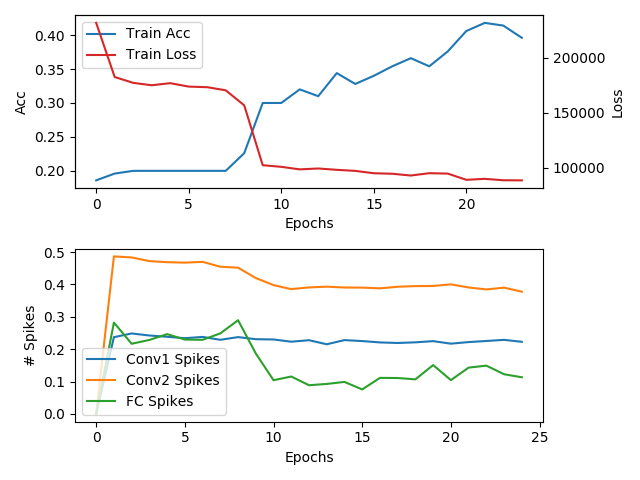 Train Acc
Train Loss
0.40
0.35
0.30
0.25
0.20
Acc
200000
150000
100000
Loss
0 5 10 15 20
Epochs
0.5
0.4
0.3
0.2
0.1
0.0
# Spikes
Conv1 Spikes
Conv2 Spikes
FC Spikes
0 5 10 15 20 25
Epochs